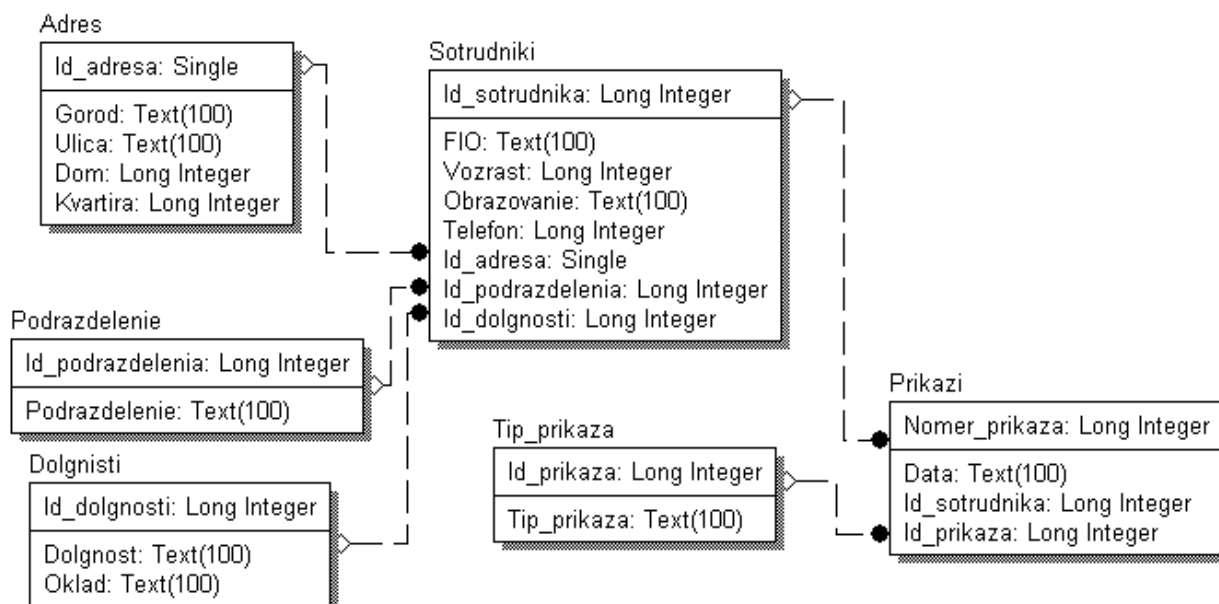 Adres
Id_adresa: Single
Gorod: Text(100)
Ulica: Text(100)
Dom: Long Integer
Kvartira: Long Integer
Sotrudniki
Id_sotrudnika: Long Integer
FIO: Text(100)
Vozrast: Long Integer
Obrazovanie: Text(100)
Telefon: Long Integer
Id_adresa: Single
Id_podrazdelenia: Long Integer
Id_dolgnosti: Long Integer
Podrazdelenie
Id_podrazdelenia: Long Integer
Podrazdelenie: Text(100)
Dolgnisti
Id_dolgnosti: Long Integer
Dolgnost: Text(100)
Oklad: Text(100)
Tip_prikaza
Id_prikaza: Long Integer
Tip_prikaza: Text(100)
Prikazi
Nomer_prikaza: Long Integer
Data: Text(100)
Id_sotrudnika: Long Integer
Id_prikaza: Long Integer